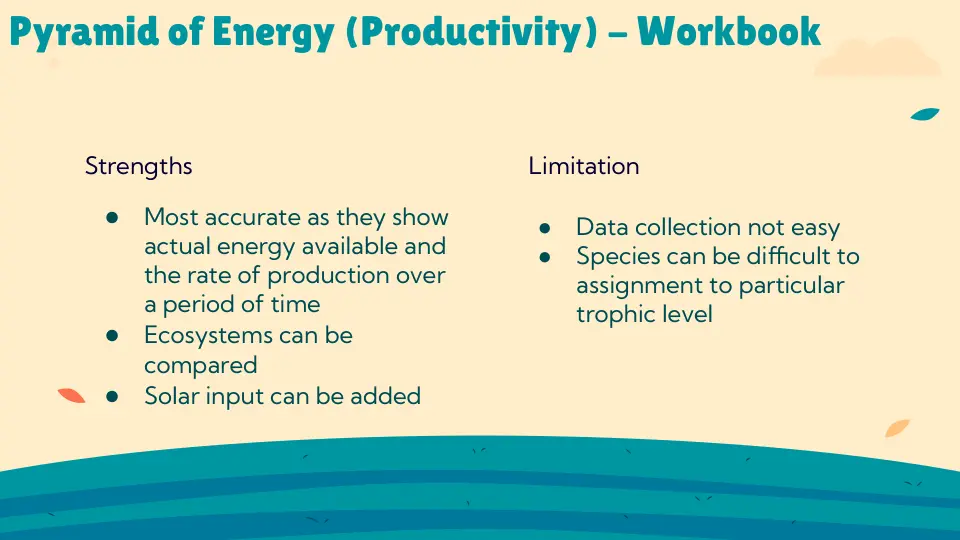 Pyramid of Energy (Productivity) – Workbook
Strengths
● Most accurate as they show
actual energy available and
the rate of production over
a period of time
● Ecosystems can be
compared
● Solar input can be added
Limitation
● Data collection not easy
● Species can be difficult to
assignment to particular
trophic level